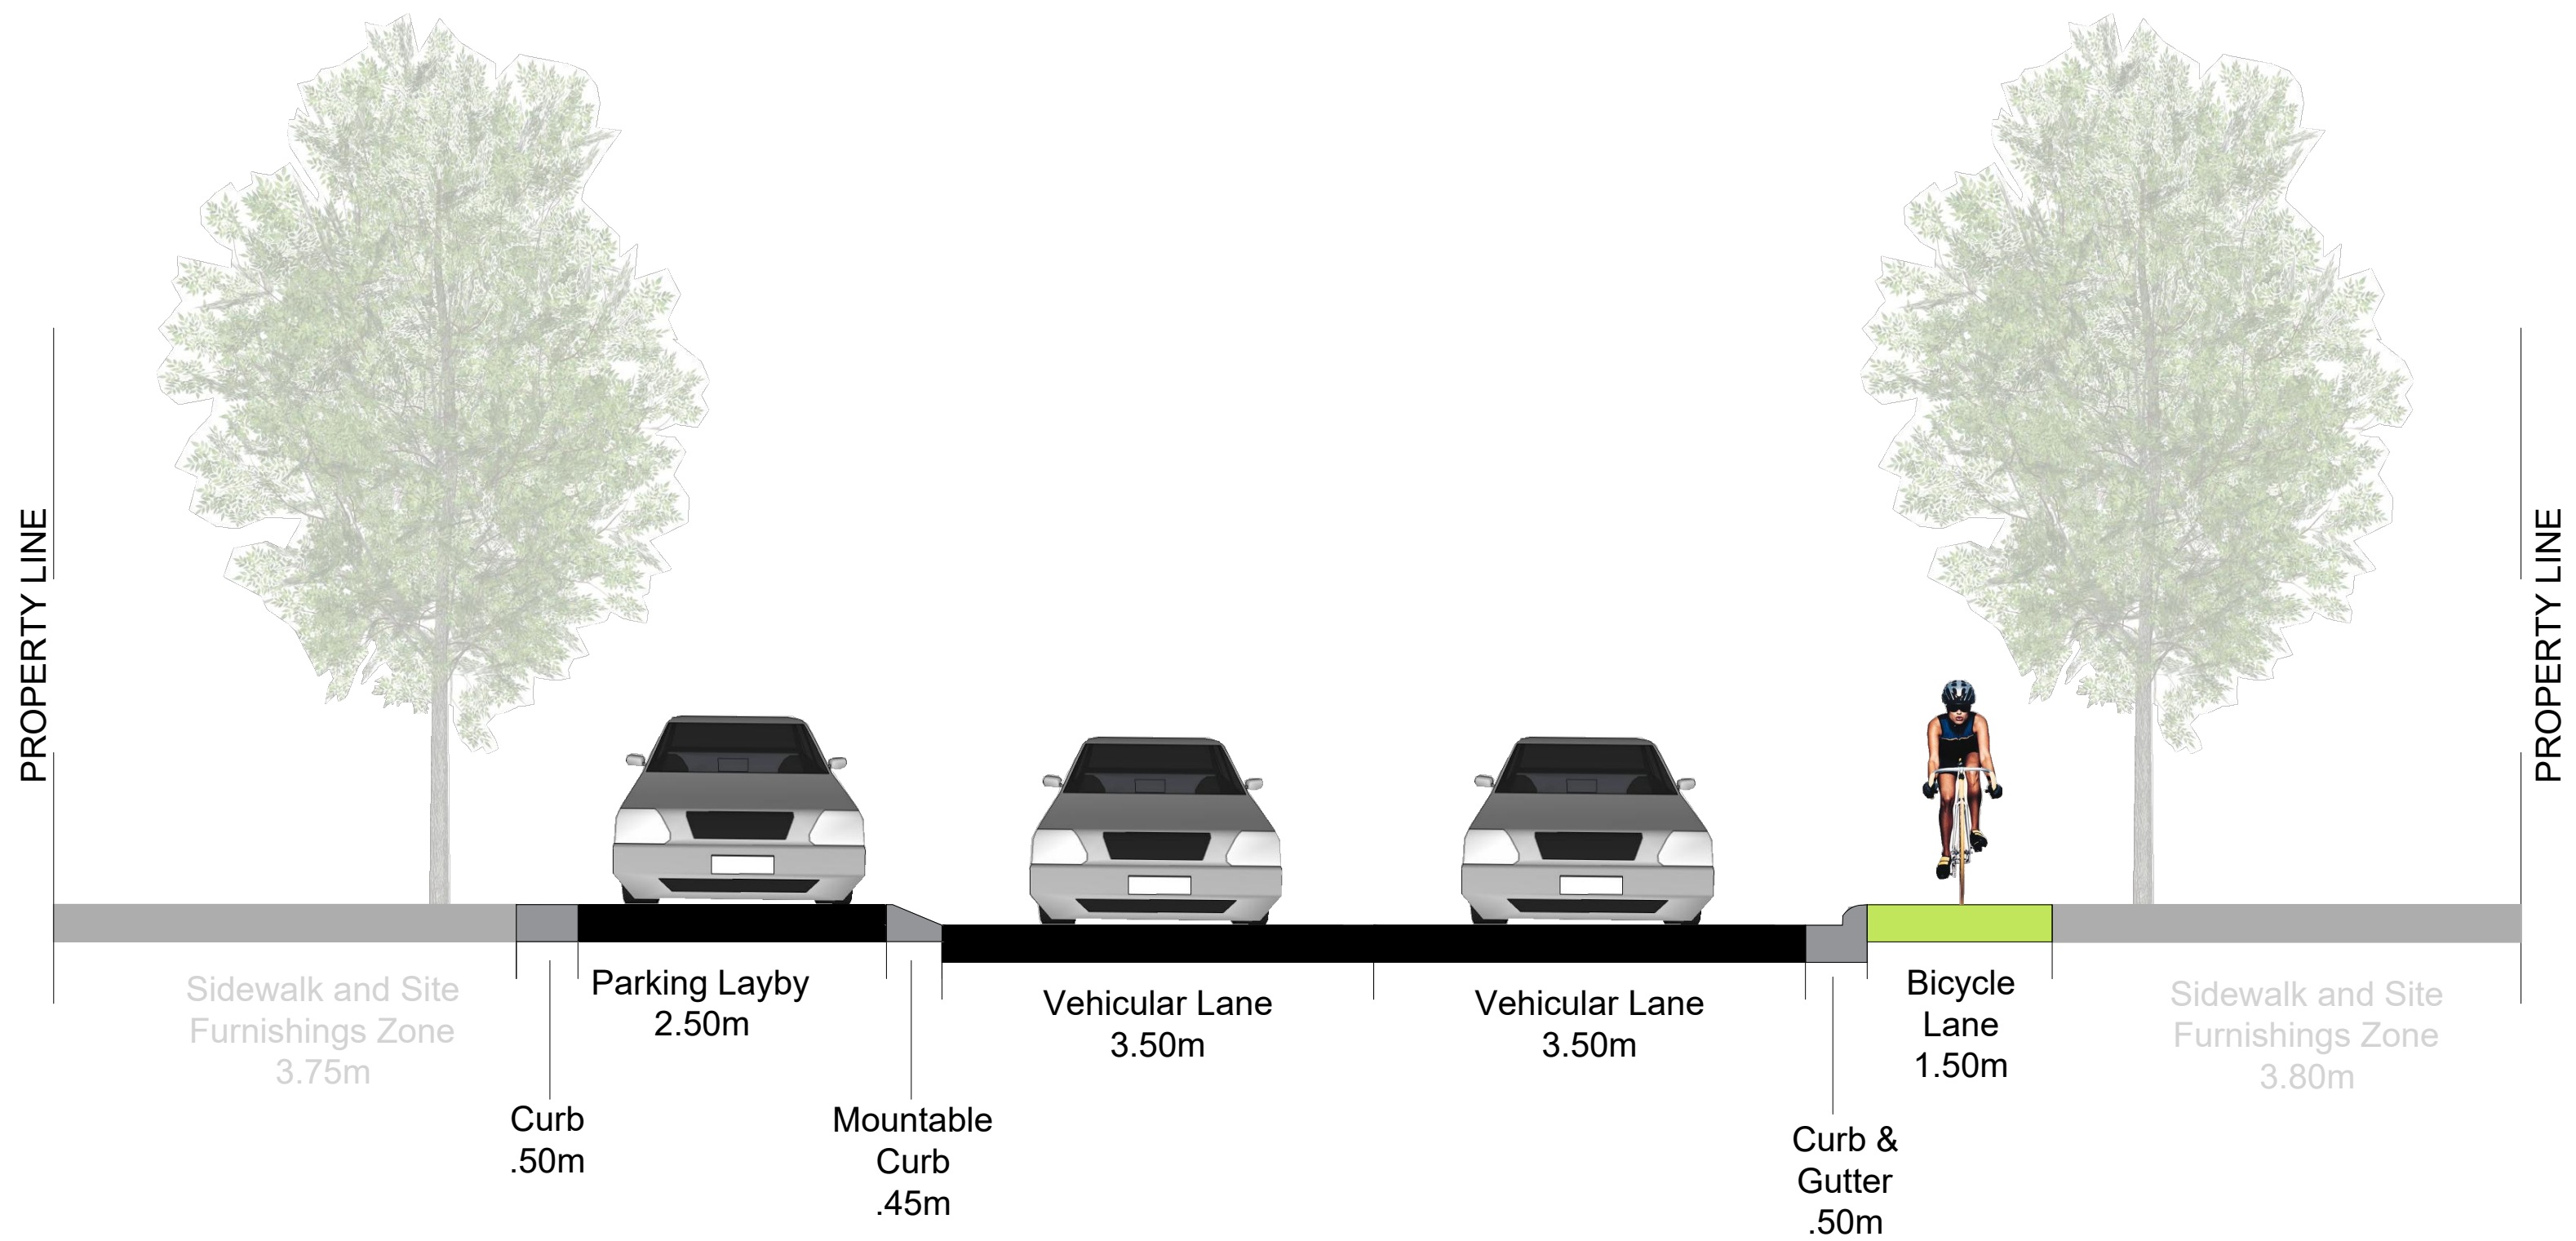 PROPERTY LINE
PROPERTY LINE
Sidewalk and Site
Furnishings Zone
3.75m
Curb
.50m
Parking Layby
2.50m
Mountable
Curb
.45m
Vehicular Lane
3.50m
Vehicular Lane
3.50m
Curb &
Gutter
.50m
Bicycle
Lane
1.50m
Sidewalk and Site
Furnishings Zone
3.80m